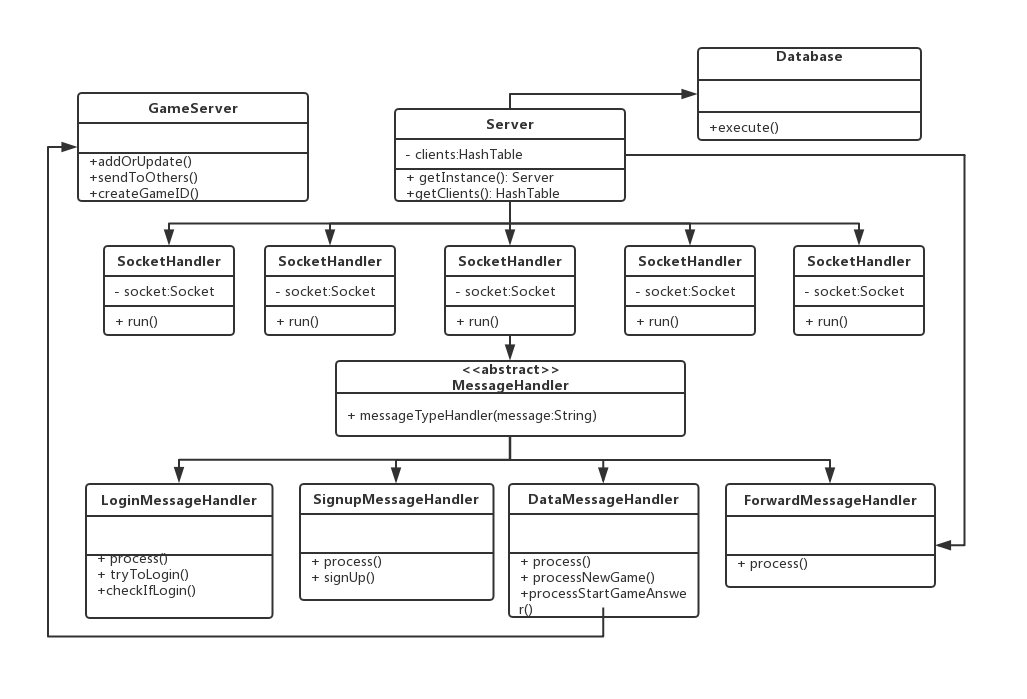 Database
+execute()
GameServer
+addOrUpdate()
+sendToOthers()
+createGameID()
Server
- clients:HashTable
+ getInstance(): Server
+getClients(): HashTable
SocketHandler
- socket:Socket
+ run()
SocketHandler
- socket:Socket
+ run()
SocketHandler
- socket:Socket
+ run()
SocketHandler
- socket:Socket
+ run()
SocketHandler
- socket:Socket
+ run()
<<abstract>>
MessageHandler
+ messageTypeHandler(message:String)
LoginMessageHandler
+ process()
+ tryToLogin()
+checkIfLogin()
SignupMessageHandler
+ process()
+ signUp()
DataMessageHandler
+ process()
+ processNewGame()
+processStartGameAnswe
r()
ForwardMessageHandler
+ process()